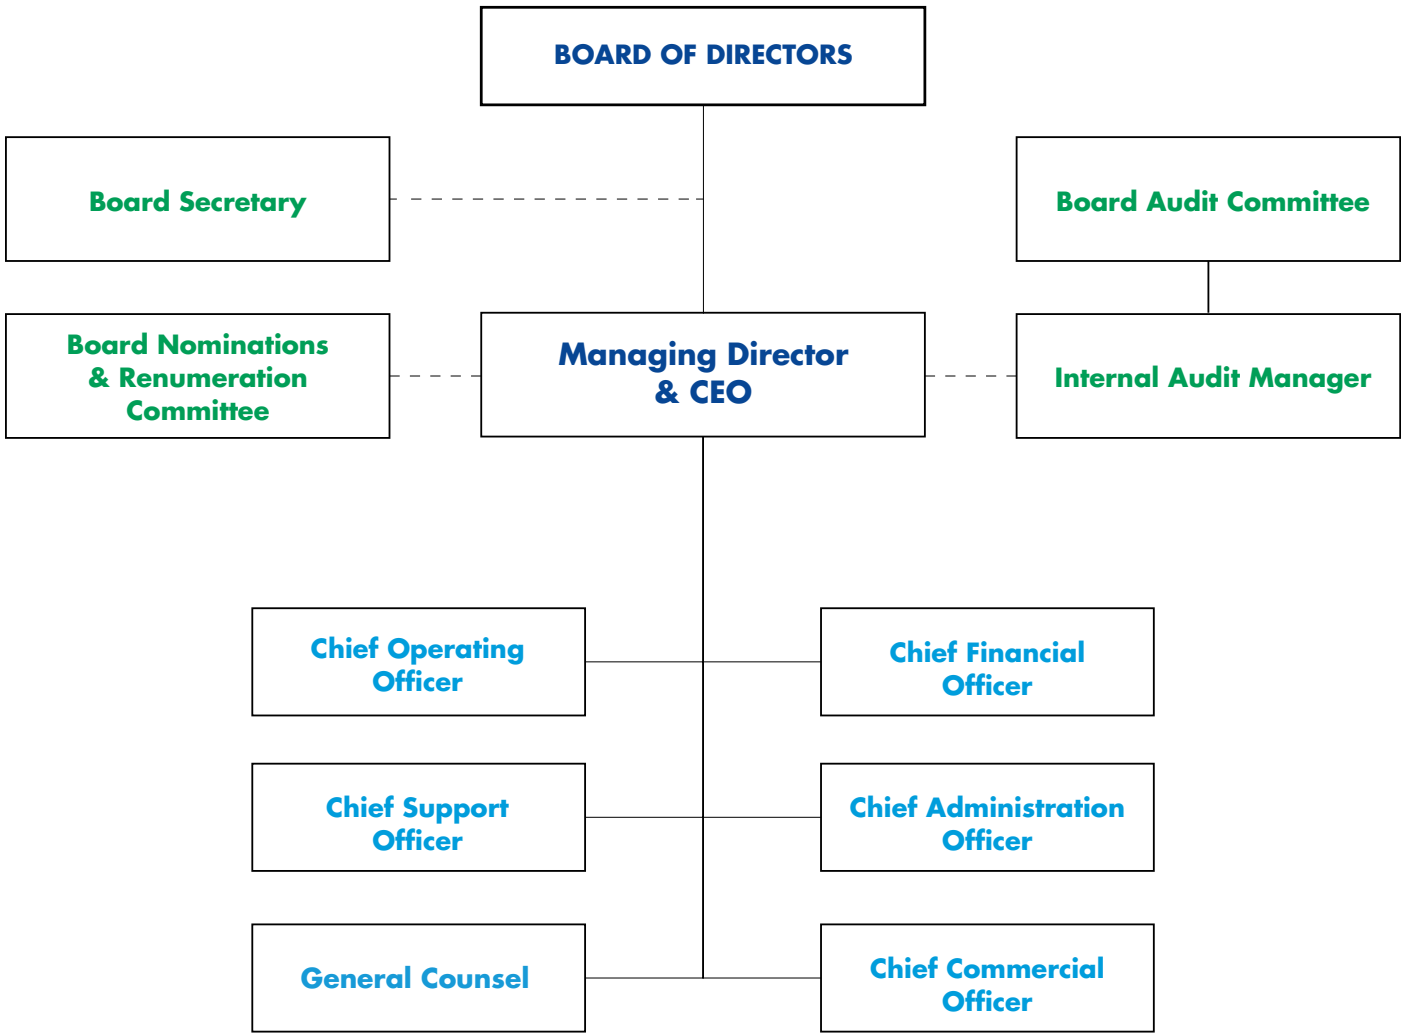 BOARD OF DIRECTORS
Board Secretary
Board Audit Committee
Board Nominations
& Renumeration
Committee
Managing Director
& CEO
Internal Audit Manager
Chief Operating
Officer
Chief Financial
Officer
Chief Support
Officer
Chief Administration
Officer
General Counsel
Chief Commercial
Officer